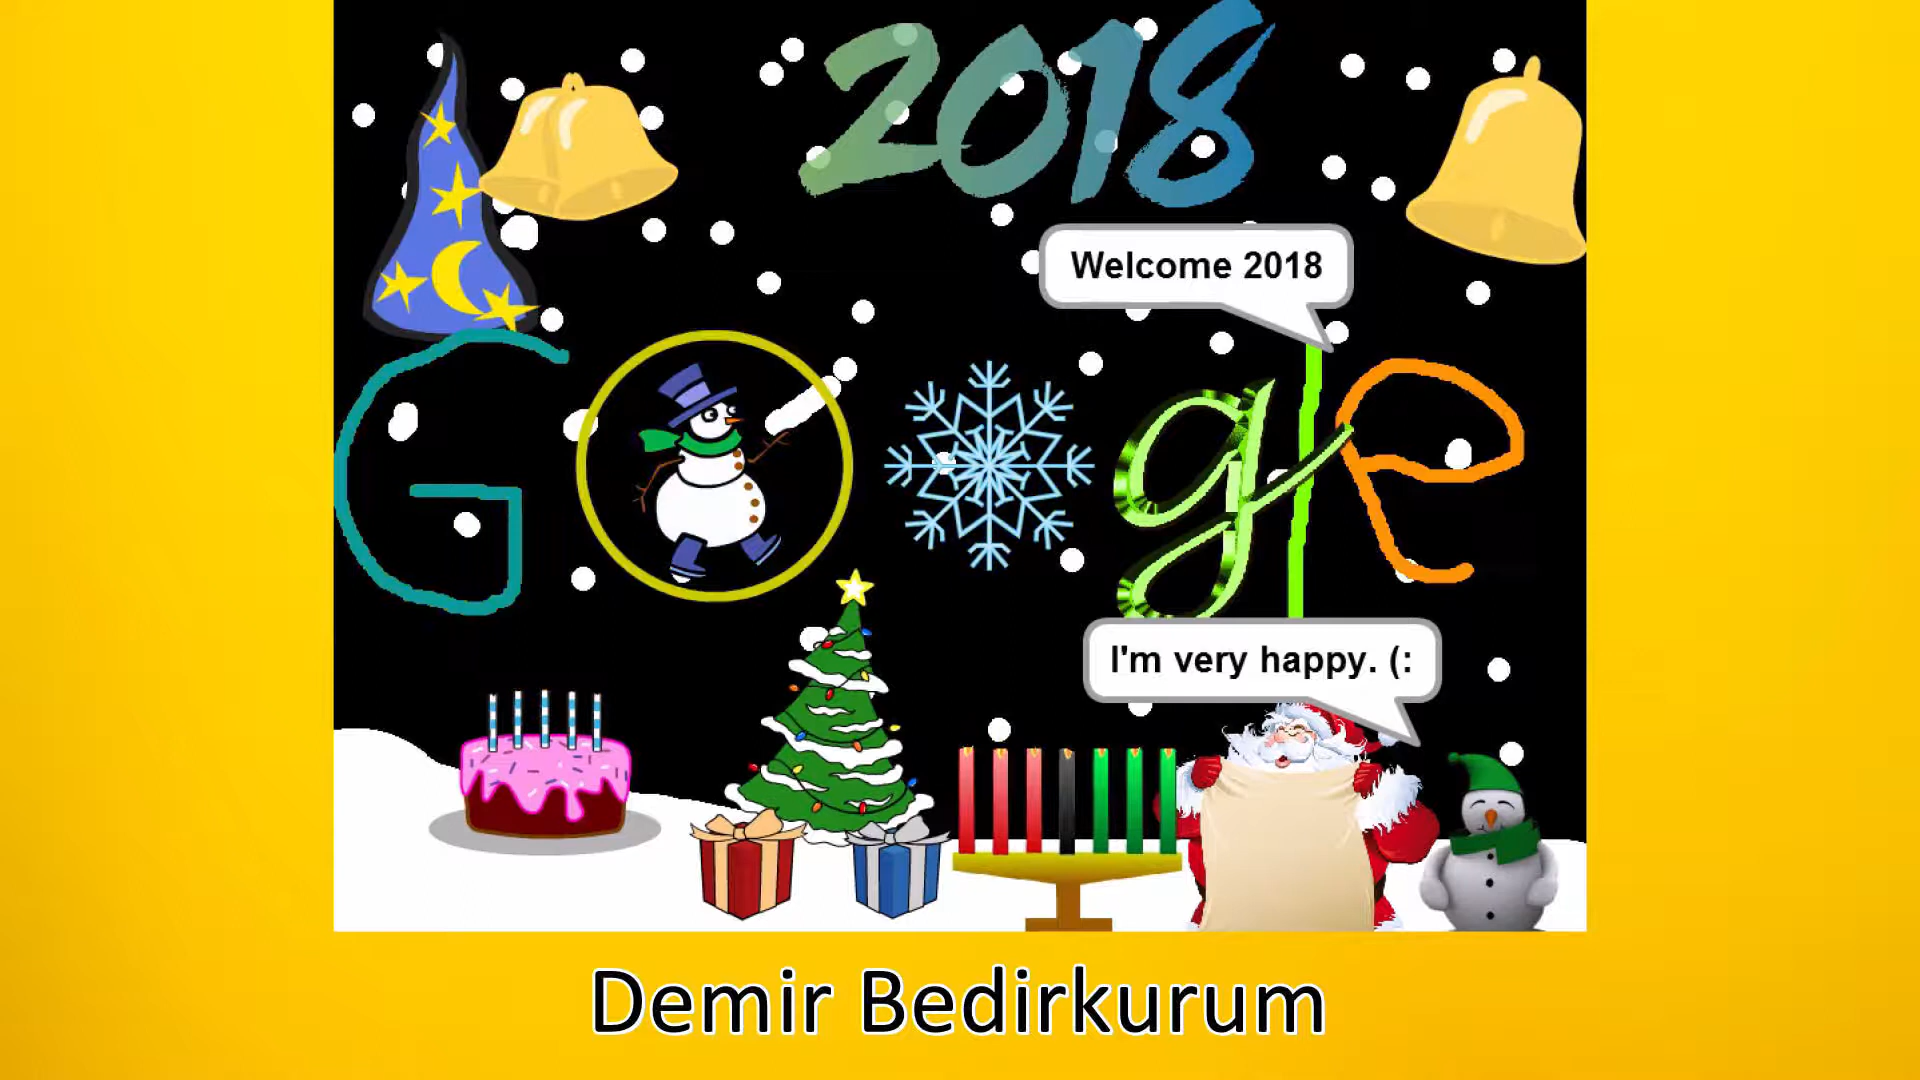 2018
Welcome 2018
Google
I'm very happy. (:
Demir Bedirkurum